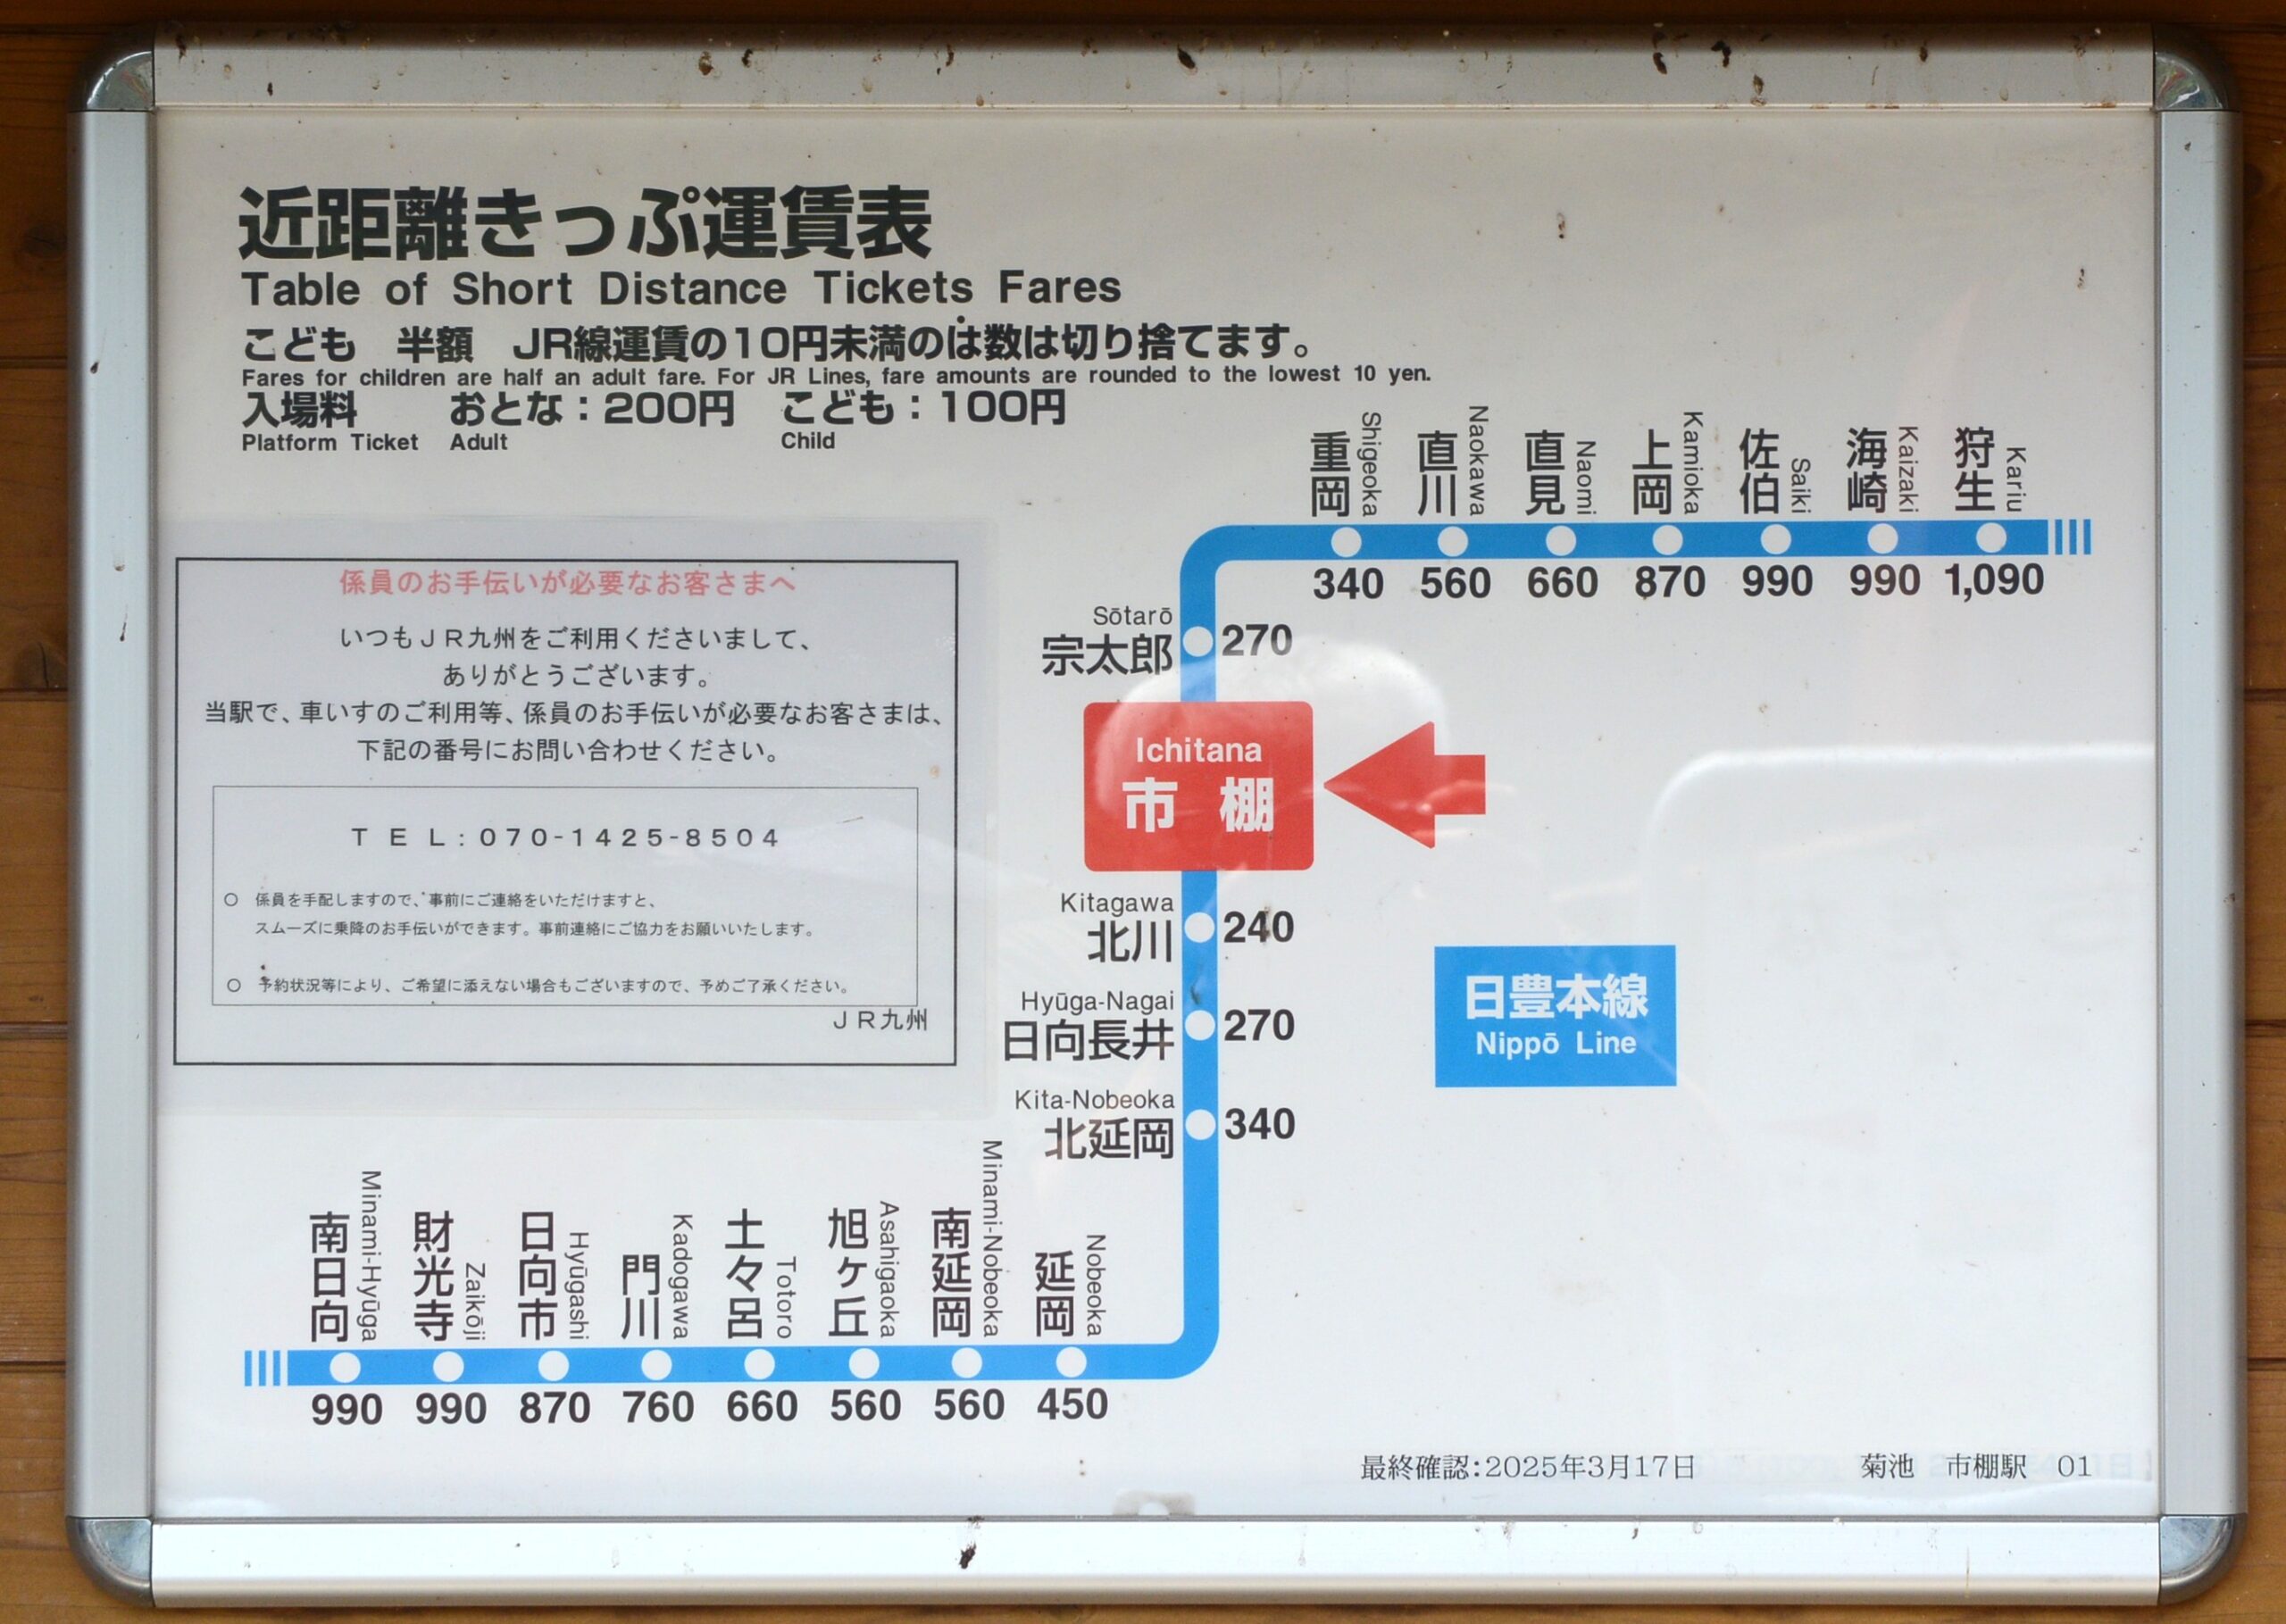 近距離きっぷ運賃表
Table of Short Distance Tickets Fares
こども 半額 JR線運賃の10円未満のは数は切り捨てます。
Fares for children are half an adult fare. For JR Lines, fare amounts are rounded to the lowest 10 yen.
入場料 おとな：200円 こども：100円
Platform Ticket Adult Child
重岡 Shigeoka 340
直川 Naokawa 560
直見 Naomi 660
上岡 Kamioka 870
佐伯 Saiki 990
海崎 Kaizaki 990
狩生 Kariu 1,090
係員のお手伝いが必要なお客さまへ
いつもＪＲ九州をご利用くださいまして、
ありがとうございます。
当駅で、車いすのご利用等、係員のお手伝いが必要なお客さまは、
下記の番号にお問い合わせください。
ＴＥＬ：070-1425-8504
○ 係員を手配しますので、事前にご連絡をいただけますと、
スムーズに乗降のお手伝いができます。事前連絡にご協力をお願いいたします。
○ 予約状況等により、ご希望に添えない場合もございますので、予めご了承ください。
ＪＲ九州
Sōtarō
宗太郎 270
Ichitana
市棚
Kitagawa
北川 240
Hyūga-Nagai
日向長井 270
Kita-Nobeoka
北延岡 340
日豊本線
Nippō Line
南日向 Minami-Hyūga 990
財光寺 Zaikōji 990
日向市 Hyūgashi 870
門川 Kadogawa 760
土々呂 Totoro 660
旭ヶ丘 Asahigaoka 560
南延岡 Minami-Nobeoka 560
延岡 Nobeoka 450
最終確認：2025年3月17日 菊池 市棚駅 01